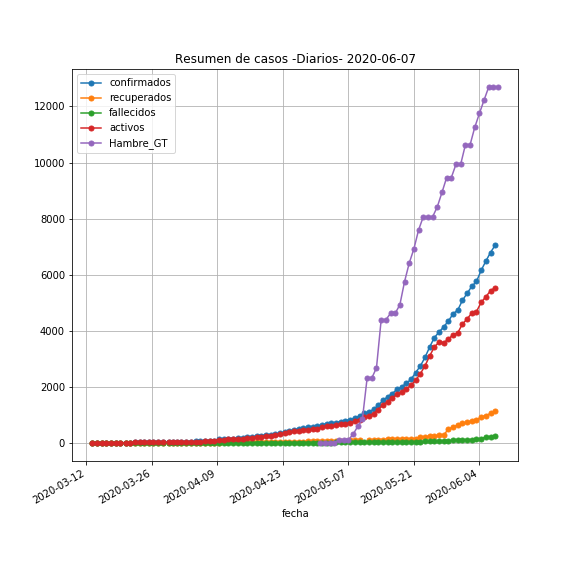 Resumen de casos -Diarios- 2020-06-07
confirmados
recuperados
fallecidos
activos
Hambre_GT
12000
10000
8000
6000
4000
2000
0
2020-03-12
2020-03-26
2020-04-09
2020-04-23
2020-05-07
2020-05-21
2020-06-04
fecha